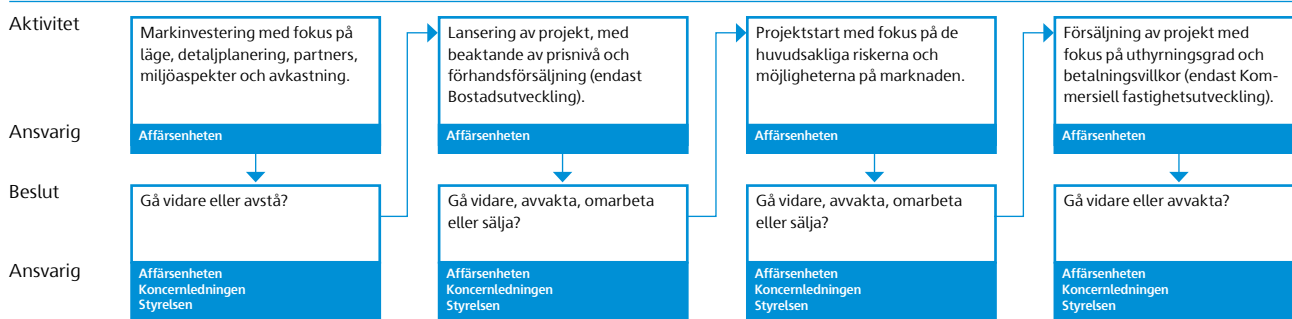 Aktivitet
Markinvestering med fokus på
läge, detaljplanering, partners,
miljöaspekter och avkastning.
Lansering av projekt, med
beaktande av prisnivå och
förhandsförsäljning (endast
Bostadsutveckling).
Projektstart med fokus på de
huvudsakliga riskerna och
möjligheterna på marknaden.
Försäljning av projekt med
fokus på uthyrningsgrad och
betalningsvillkor (endast Kom-
mersiell fastighetsutveckling).
Ansvarig
Affärsenheten
Affärsenheten
Affärsenheten
Affärsenheten
Beslut
Gå vidare eller avstå?
Gå vidare, avvakta, omarbeta
eller sälja?
Gå vidare, avvakta, omarbeta
eller sälja?
Gå vidare eller avvakta?
Ansvarig
Affärsenheten
Koncernledningen
Styrelsen
Affärsenheten
Koncernledningen
Styrelsen
Affärsenheten
Koncernledningen
Styrelsen
Affärsenheten
Koncernledningen
Styrelsen